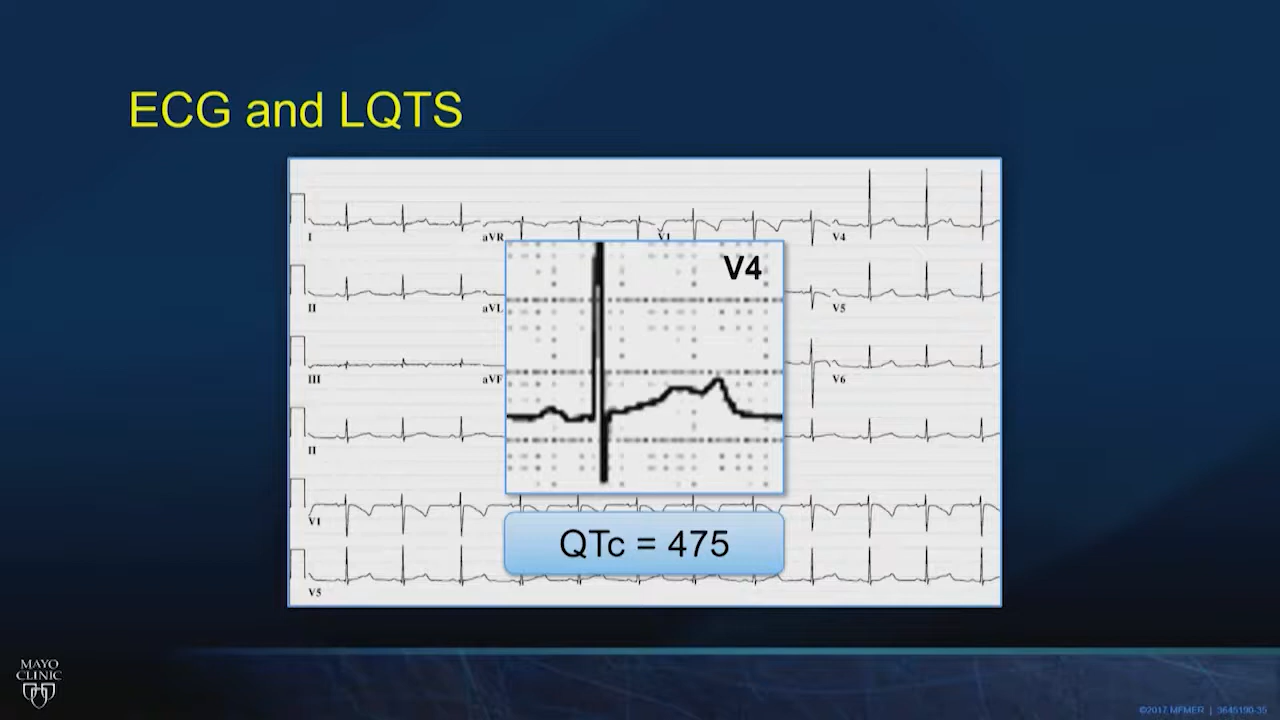 ECG and LQTS
I
aVR
V1
V4
II
aVL
V5
III
aVF
V6
II
V1
V5
V4
QTc = 475
MAYO
CLINIC
©2017 MFMER | 3645190-35